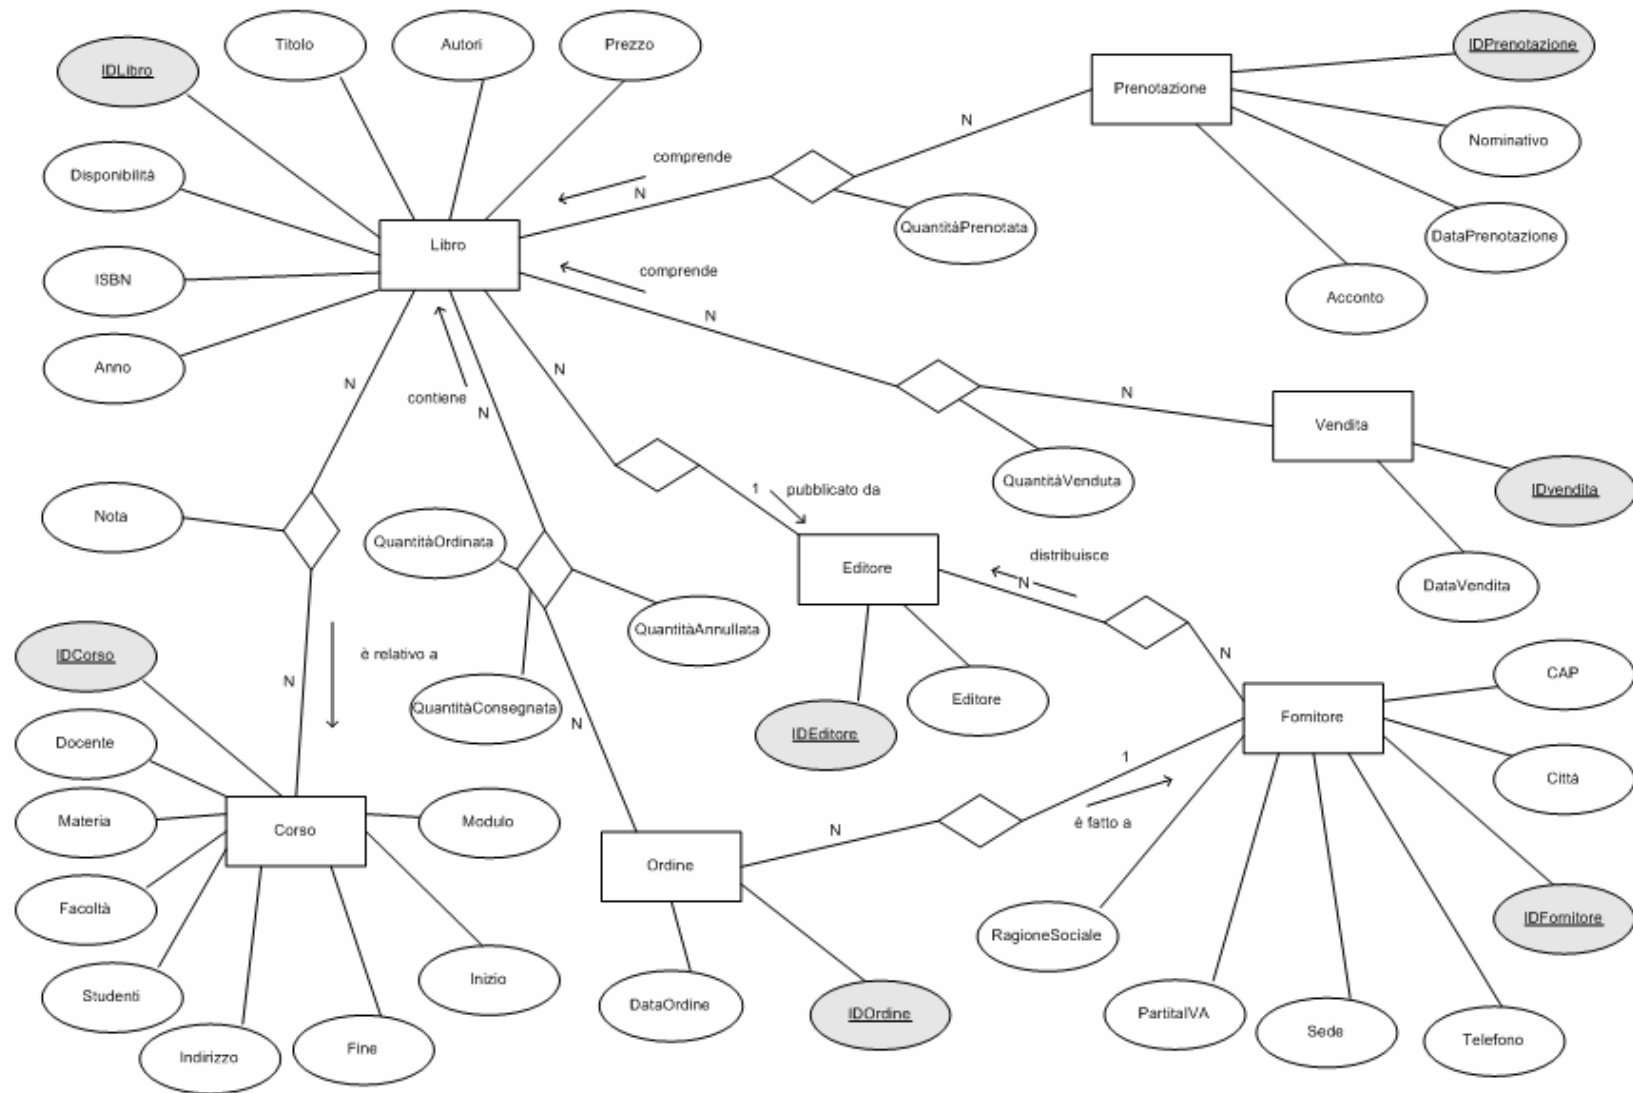 Titolo
Autori
Prezzo
IDLibro
IDPrenotazione
Prenotazione
N
Nominativo
comprende
Disponibilità
N
QuantitàPrenotata
DataPrenotazione
Libro
comprende
ISBN
Acconto
N
Anno
N
N
contiene
N
N
Vendita
pubblicato da
1
QuantitàVenduta
IDvendita
Nota
QuantitàOrdinata
distribuisce
Editore
N
DataVendita
QuantitàAnnullata
IDCorso
è relativo a
N
N
CAP
QuantitàConsegnata
Editore
N
Fornitore
IDEditore
Docente
1
Città
Materia
Modulo
è fatto a
Corso
N
Ordine
Facoltà
IDFornitore
RagioneSociale
Inizio
Studenti
DataOrdine
IDOrdine
PartitaIVA
Sede
Telefono
Indirizzo
Fine